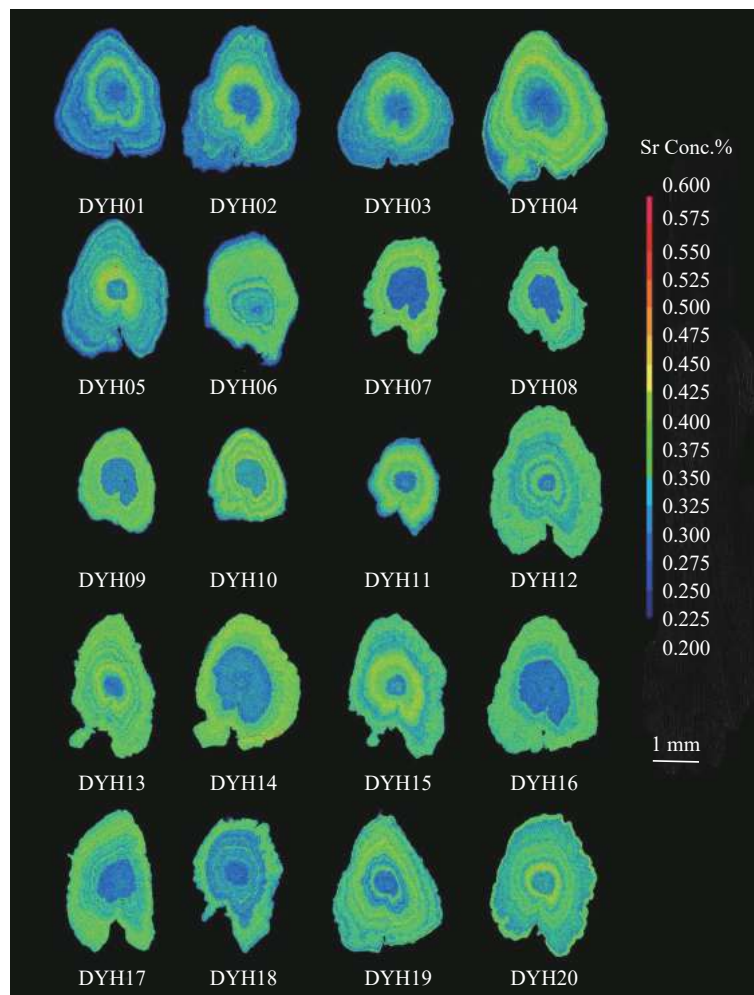 DYH01 DYH02 DYH03 DYH04
DYH05 DYH06 DYH07 DYH08
DYH09 DYH10 DYH11 DYH12
DYH13 DYH14 DYH15 DYH16
DYH17 DYH18 DYH19 DYH20
Sr Conc.%
0.600
0.575
0.550
0.525
0.500
0.450
0.425
0.400
0.375
0.350
0.325
0.300
0.275
0.250
0.225
0.200
1 mm